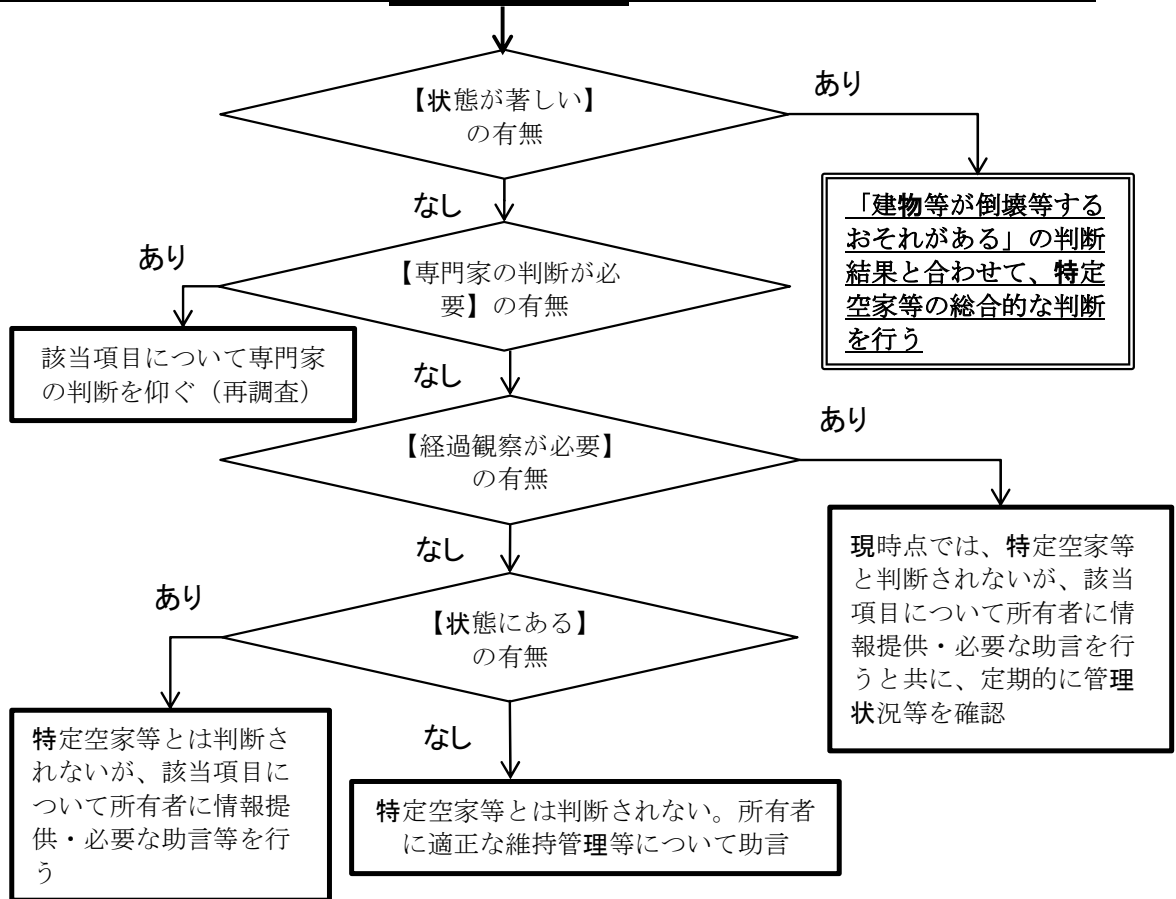 【状態が著しい】
の有無
あり
「建物等が倒壊等する
おそれがある」の判断
結果と合わせて、特定
空家等の総合的な判断
を行う
なし
【専門家の判断が必
要】の有無
あり
該当項目について専門家
の判断を仰ぐ（再調査）
なし
【経過観察が必要】
の有無
あり
現時点では、特定空家等
と判断されないが、該当
項目について所有者に情
報提供・必要な助言を行
うと共に、定期的に管理
状況等を確認
なし
【状態にある】
の有無
あり
特定空家等とは判断さ
れないが、該当項目に
ついて所有者に情報提
供・必要な助言等を行
う
なし
特定空家等とは判断されない。所有者
に適正な維持管理等について助言